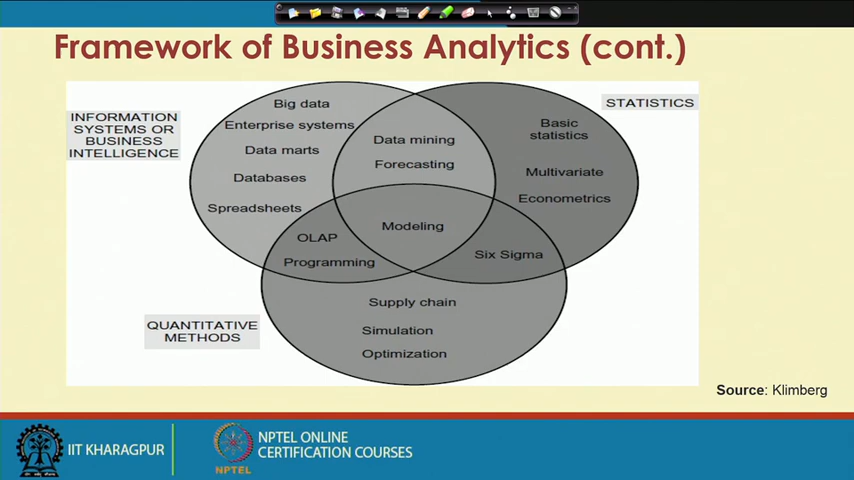 Framework of Business Analytics (cont.)
INFORMATION
SYSTEMS OR
BUSINESS
INTELLIGENCE
STATISTICS
Big data
Enterprise systems
Data marts
Databases
Spreadsheets
Data mining
Forecasting
Basic
statistics
Multivariate
Econometrics
Modeling
OLAP
Programming
Six Sigma
QUANTITATIVE
METHODS
Supply chain
Simulation
Optimization
Source: Klimberg
IIT KHARAGPUR
NPTEL
NPTEL ONLINE
CERTIFICATION COURSES